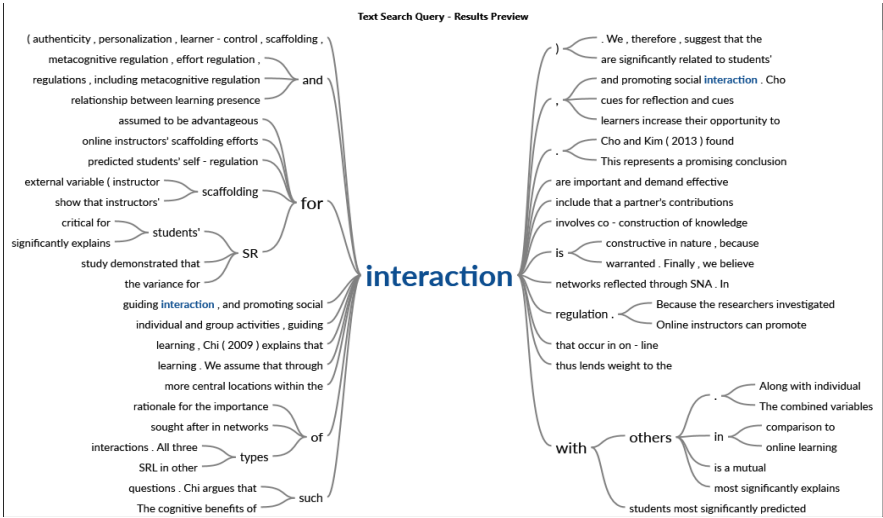 Text Search Query - Results Preview
( authenticity , personalization , learner - control , scaffolding ,
metacognitive regulation , effort regulation ,
regulations , including metacognitive regulation
relationship between learning presence
and
assumed to be advantageous
online instructors' scaffolding efforts
predicted students' self - regulation
external variable ( instructor
show that instructors'
scaffolding
for
critical for
significantly explains
students'
study demonstrated that
the variance for
SR
guiding interaction , and promoting social
individual and group activities , guiding
learning , Chi ( 2009 ) explains that
learning . We assume that through
more central locations within the
rationale for the importance
sought after in networks
of
interactions . All three
SRL in other
types
questions . Chi argues that
The cognitive benefits of
such
interaction
)
. We , therefore , suggest that the
are significantly related to students'
,
and promoting social interaction . Cho
cues for reflection and cues
learners increase their opportunity to
.
Cho and Kim ( 2013 ) found
This represents a promising conclusion
are important and demand effective
include that a partner's contributions
involves co - construction of knowledge
is
constructive in nature , because
warranted . Finally , we believe
networks reflected through SNA . In
regulation .
Because the researchers investigated
Online instructors can promote
that occur in on - line
thus lends weight to the
with
others
.
Along with individual
The combined variables
in
comparison to
online learning
is a mutual
most significantly explains
students most significantly predicted